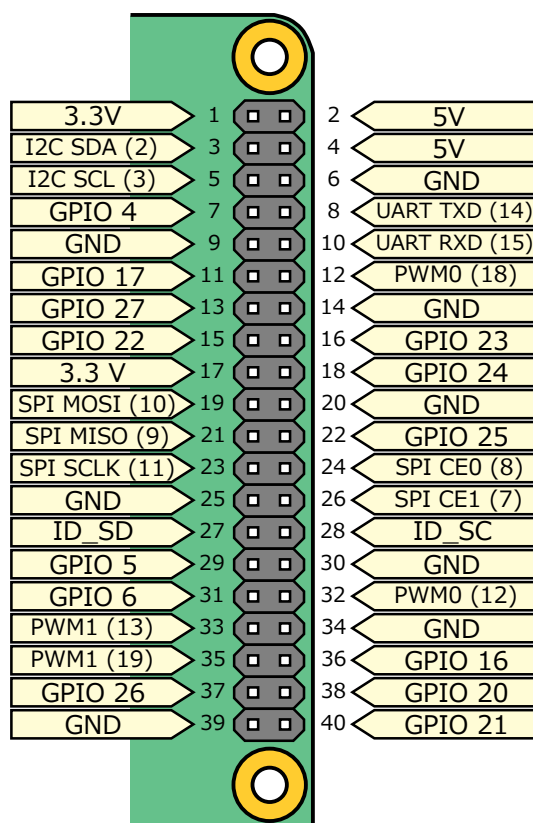 3.3V 1 2 5V
I2C SDA (2) 3 4 5V
I2C SCL (3) 5 6 GND
GPIO 4 7 8 UART TXD (14)
GND 9 10 UART RXD (15)
GPIO 17 11 12 PWM0 (18)
GPIO 27 13 14 GND
GPIO 22 15 16 GPIO 23
3.3 V 17 18 GPIO 24
SPI MOSI (10) 19 20 GND
SPI MISO (9) 21 22 GPIO 25
SPI SCLK (11) 23 24 SPI CE0 (8)
GND 25 26 SPI CE1 (7)
ID_SD 27 28 ID_SC
GPIO 5 29 30 GND
GPIO 6 31 32 PWM0 (12)
PWM1 (13) 33 34 GND
PWM1 (19) 35 36 GPIO 16
GPIO 26 37 38 GPIO 20
GND 39 40 GPIO 21